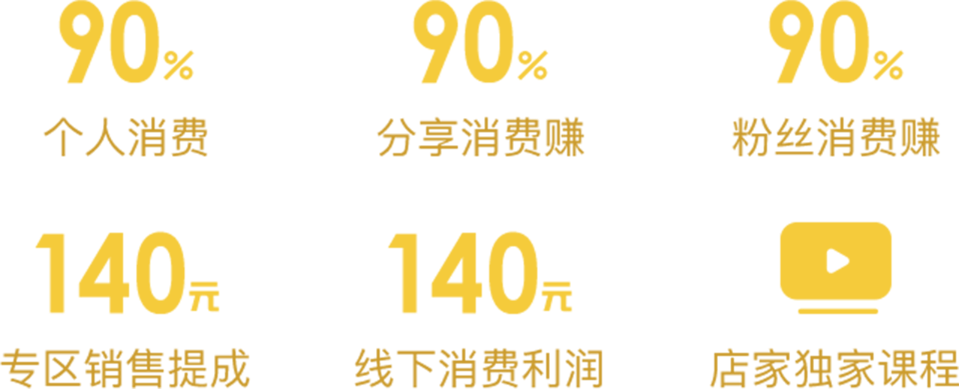 90% 90% 90%
个人消费 分享消费赚 粉丝消费赚
140元 140元
专区销售提成 线下消费利润 店家独家课程